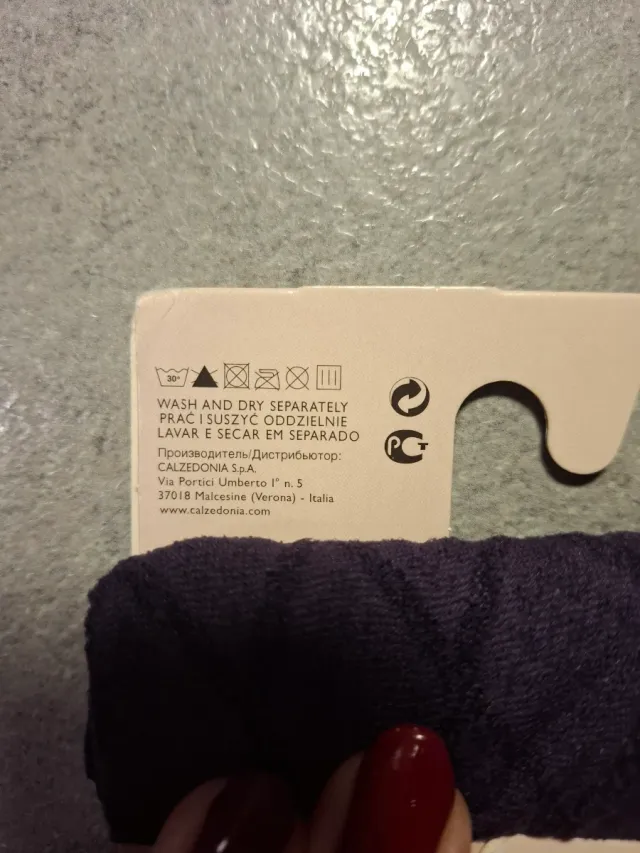 30°
WASH AND DRY SEPARATELY
PRAĆ I SUSZYĆ ODDZIELNIE
LAVAR E SECAR EM SEPARADO
Производитель/Дистрибьютор:
CALZEDONIA S.p.A.
Via Portici Umberto I° n. 5
37018 Malcesine (Verona) - Italia
www.calzedonia.com